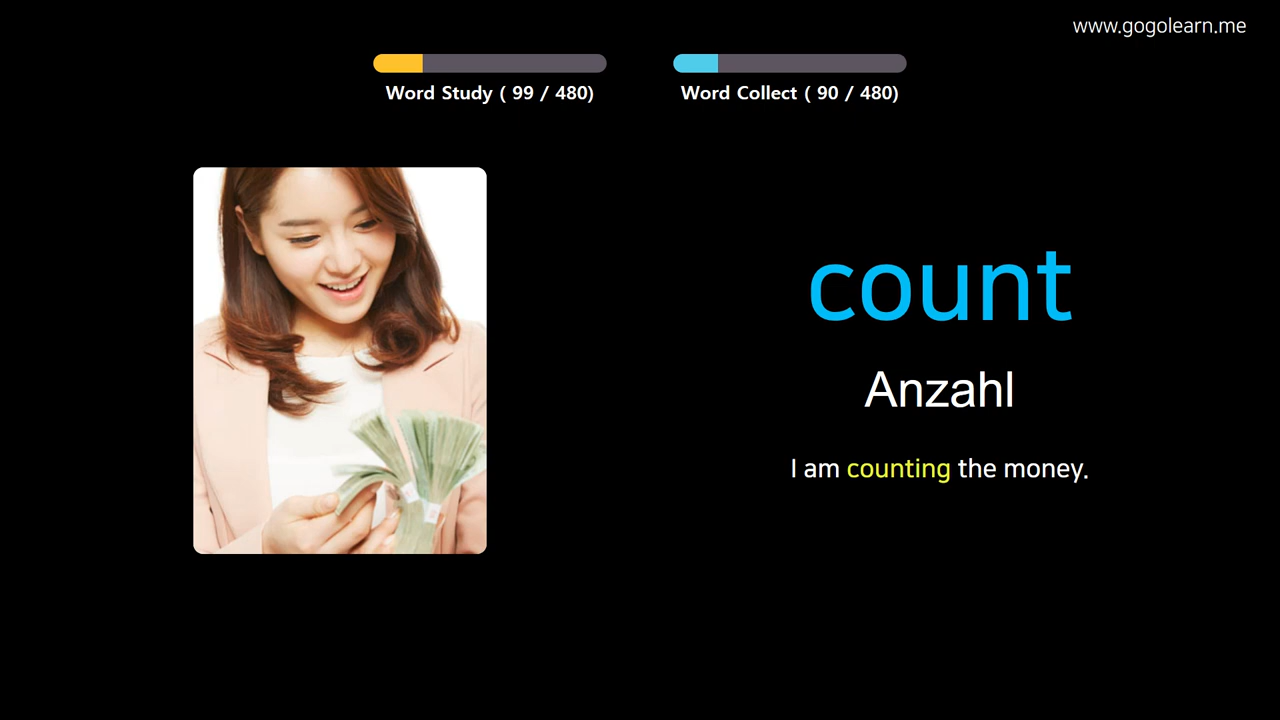 www.gogolearn.me
Word Study ( 99 / 480)
Word Collect ( 90 / 480)
count
Anzahl
I am counting the money.